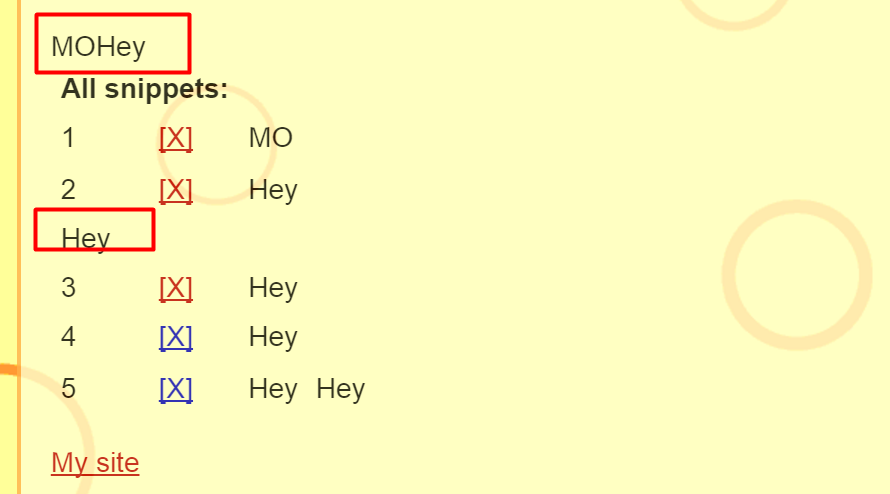 MOHey
All snippets:
1 [X] MO
2 [X] Hey
Hey
3 [X] Hey
4 [X] Hey
5 [X] Hey Hey
My site